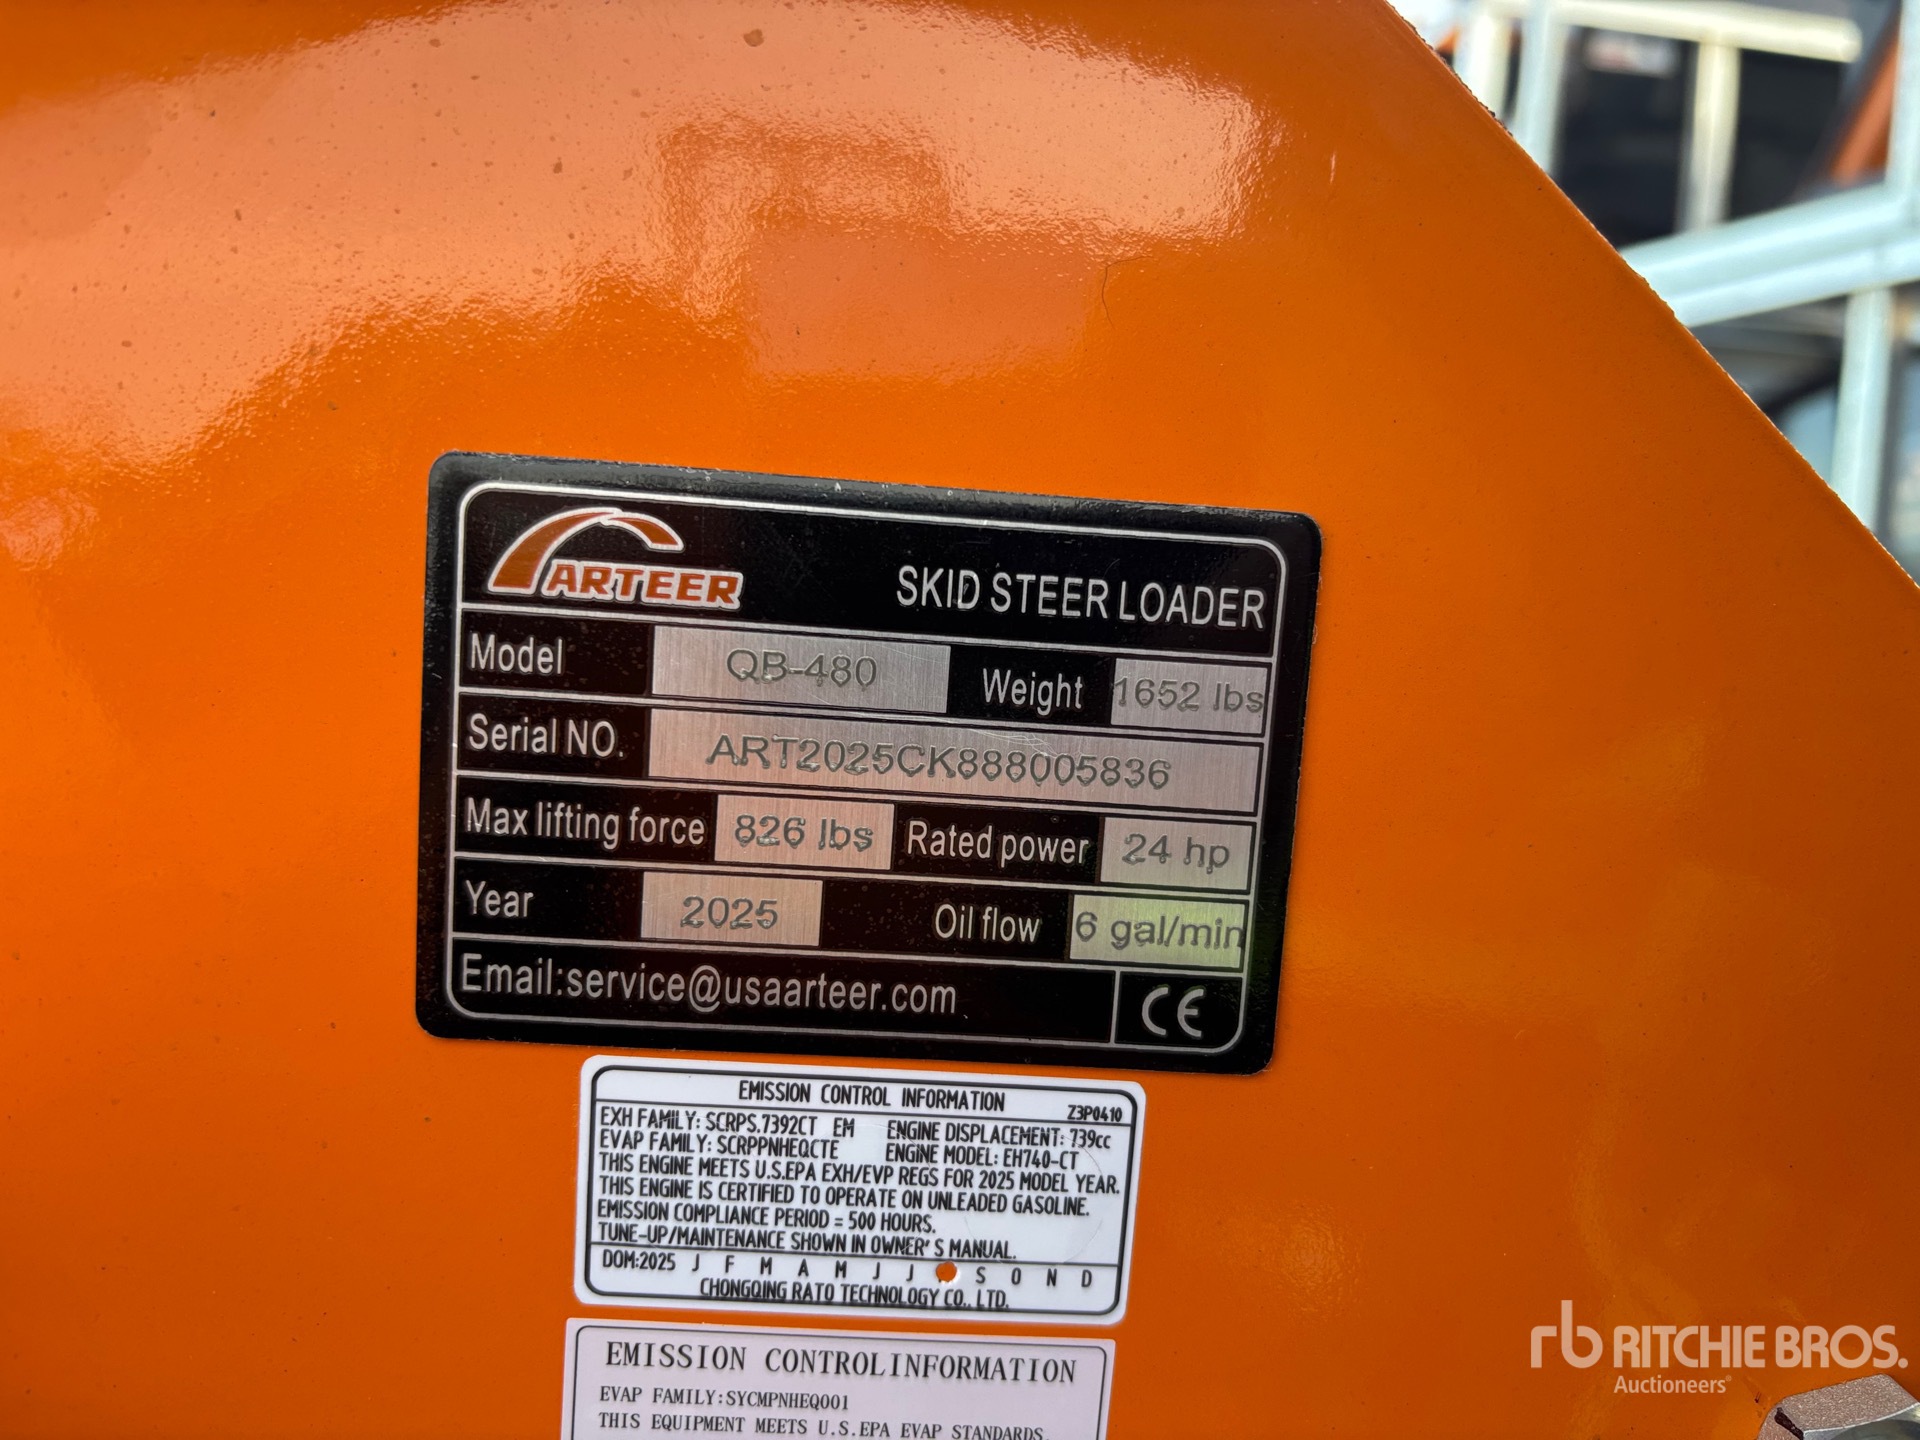 ARTEER SKID STEER LOADER
Model QB-480 Weight 1652 lbs
Serial NO. ART2025CK888005836
Max lifting force 826 lbs Rated power 24 hp
Year 2025 Oil flow 6 gal/min
Email:service@usaarteer.com CE
EMISSION CONTROL INFORMATION Z3P0410
EXH FAMILY: SCRPS.7392CT EM ENGINE DISPLACEMENT: 739cc
EVAP FAMILY: SCRPPNHEQCTE ENGINE MODEL: EH740-CT
THIS ENGINE MEETS U.S.EPA EXH/EVP REGS FOR 2025 MODEL YEAR.
THIS ENGINE IS CERTIFIED TO OPERATE ON UNLEADED GASOLINE.
EMISSION COMPLIANCE PERIOD = 500 HOURS.
TUNE-UP/MAINTENANCE SHOWN IN OWNER'S MANUAL.
DOM:2025 J F M A M J J S O N D
CHONGQING RATO TECHNOLOGY CO., LTD.
EMISSION CONTROL INFORMATION
EVAP FAMILY:SYCMPNHEQ001
THIS EQUIPMENT MEETS U.S.EPA EVAP STANDARDS.
rb RITCHIE BROS.
Auctioneers